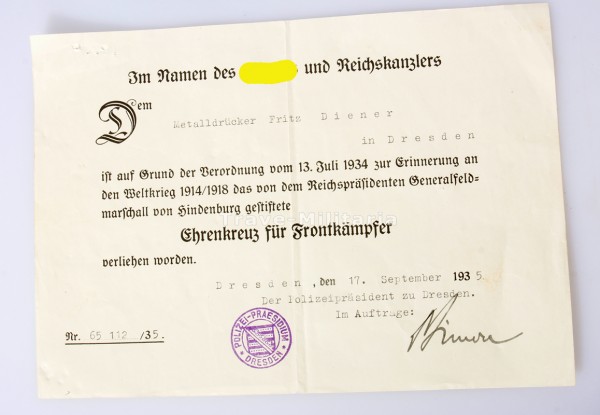 Im Namen des und Reichskanzlers
Dem
Metalldrücker Fritz Diener
in Dresden
ist auf Grund der Verordnung vom 13. Juli 1934 zur Erinnerung an
den Weltkrieg 1914/1918 das von dem Reichspräsidenten Generalfeld-
marschall von Hindenburg gestiftete
Trave-Militaria
Ehrenkreuz für Frontkämpfer
verliehen worden.
Dresden, den 17. September 1935.
Der Polizeipräsident zu Dresden.
Im Auftrage:
Nr. 65 112 /35.
POLIZEI-PRAESIDIUM
DRESDEN